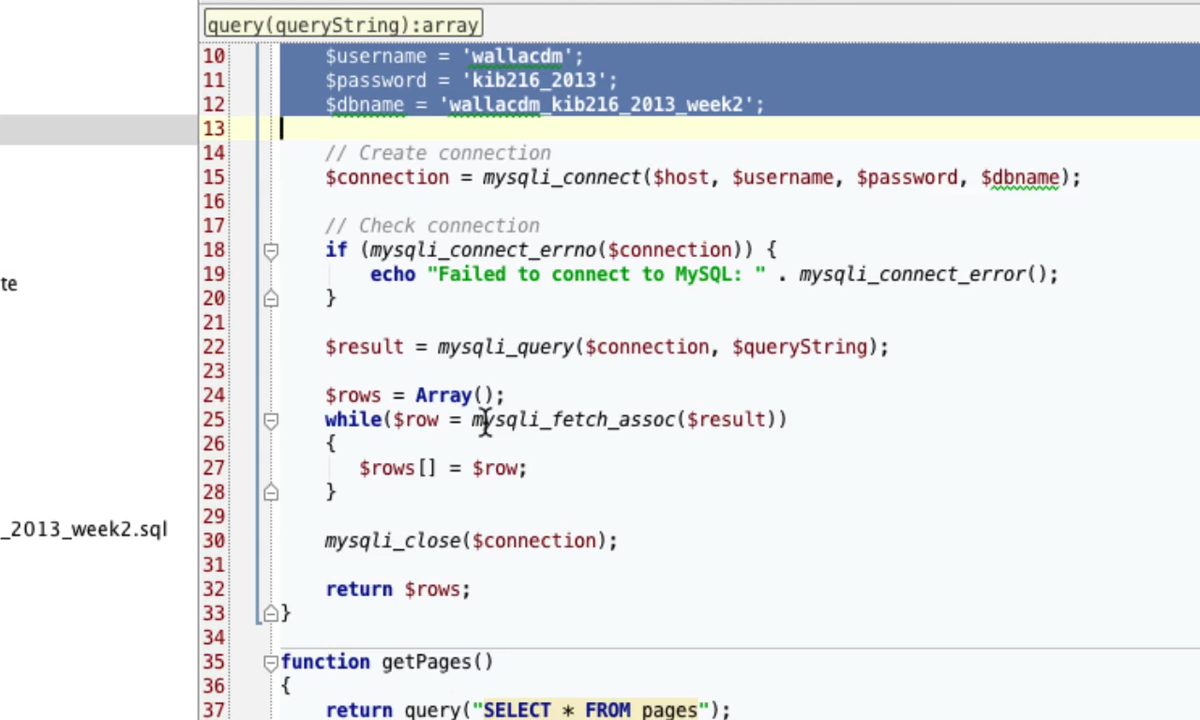 query(queryString):array
10 $username = 'wallacdm';
11 $password = 'kib216_2013';
12 $dbname = 'wallacdm_kib216_2013_week2';
13
14 // Create connection
15 $connection = mysqli_connect($host, $username, $password, $dbname);
16
17 // Check connection
18 if (mysqli_connect_errno($connection)) {
te
19 echo "Failed to connect to MySQL: " . mysqli_connect_error();
20 }
21
22 $result = mysqli_query($connection, $queryString);
23
24 $rows = Array();
25 while($row = mysqli_fetch_assoc($result))
26 {
27 $rows[] = $row;
28 }
29
_2013_week2.sql
30 mysqli_close($connection);
31
32 return $rows;
33 }
34
35 function getPages()
36 {
37 return query("SELECT * FROM pages");